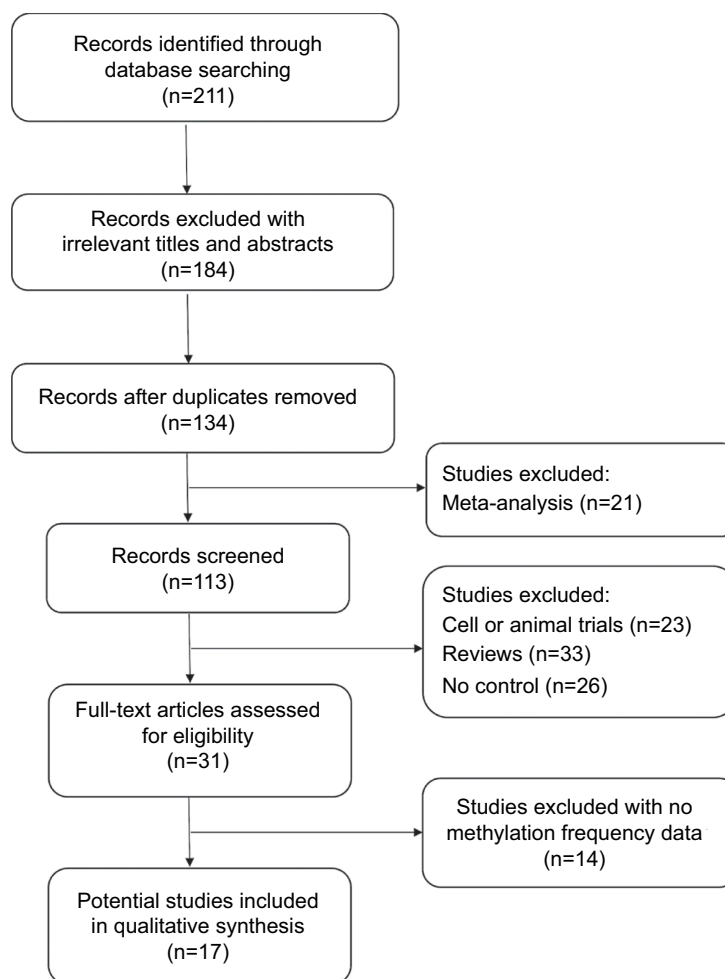 Records identified through
database searching
(n=211)
Records excluded with
irrelevant titles and abstracts
(n=184)
Records after duplicates removed
(n=134)
Studies excluded:
Meta-analysis (n=21)
Records screened
(n=113)
Studies excluded:
Cell or animal trials (n=23)
Reviews (n=33)
No control (n=26)
Full-text articles assessed
for eligibility
(n=31)
Studies excluded with no
methylation frequency data
(n=14)
Potential studies included
in qualitative synthesis
(n=17)